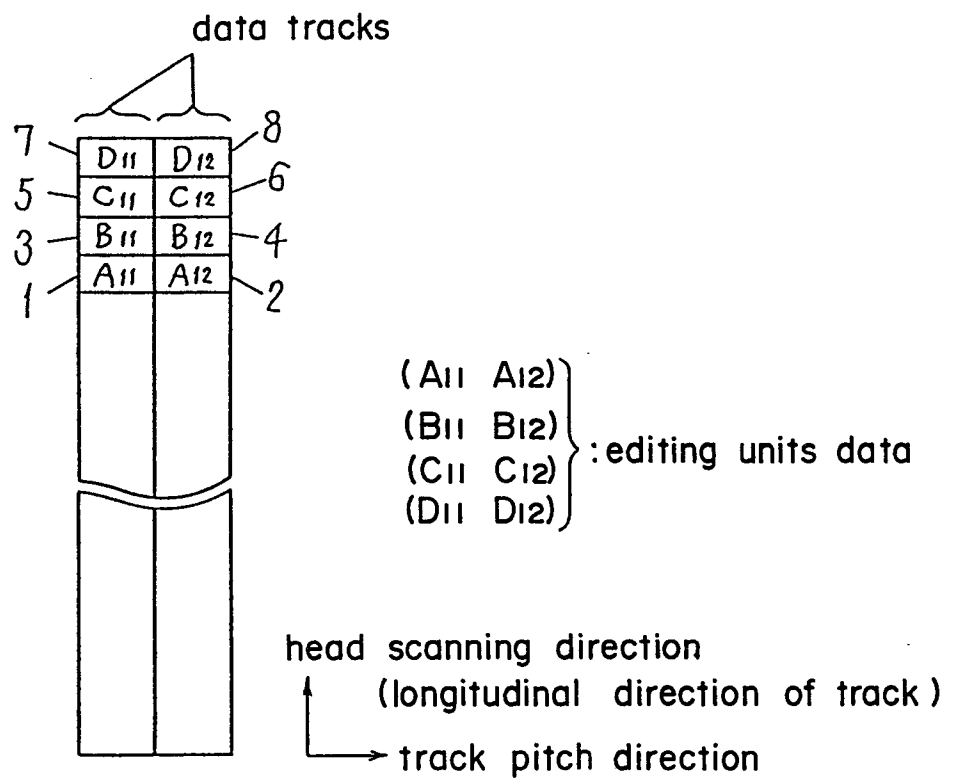 data tracks
7 D11 D12 8
5 C11 C12 6
3 B11 B12 4
1 A11 A12 2
(A11 A12)
(B11 B12)
(C11 C12)
(D11 D12)
:editing units data
head scanning direction
(longitudinal direction of track)
track pitch direction